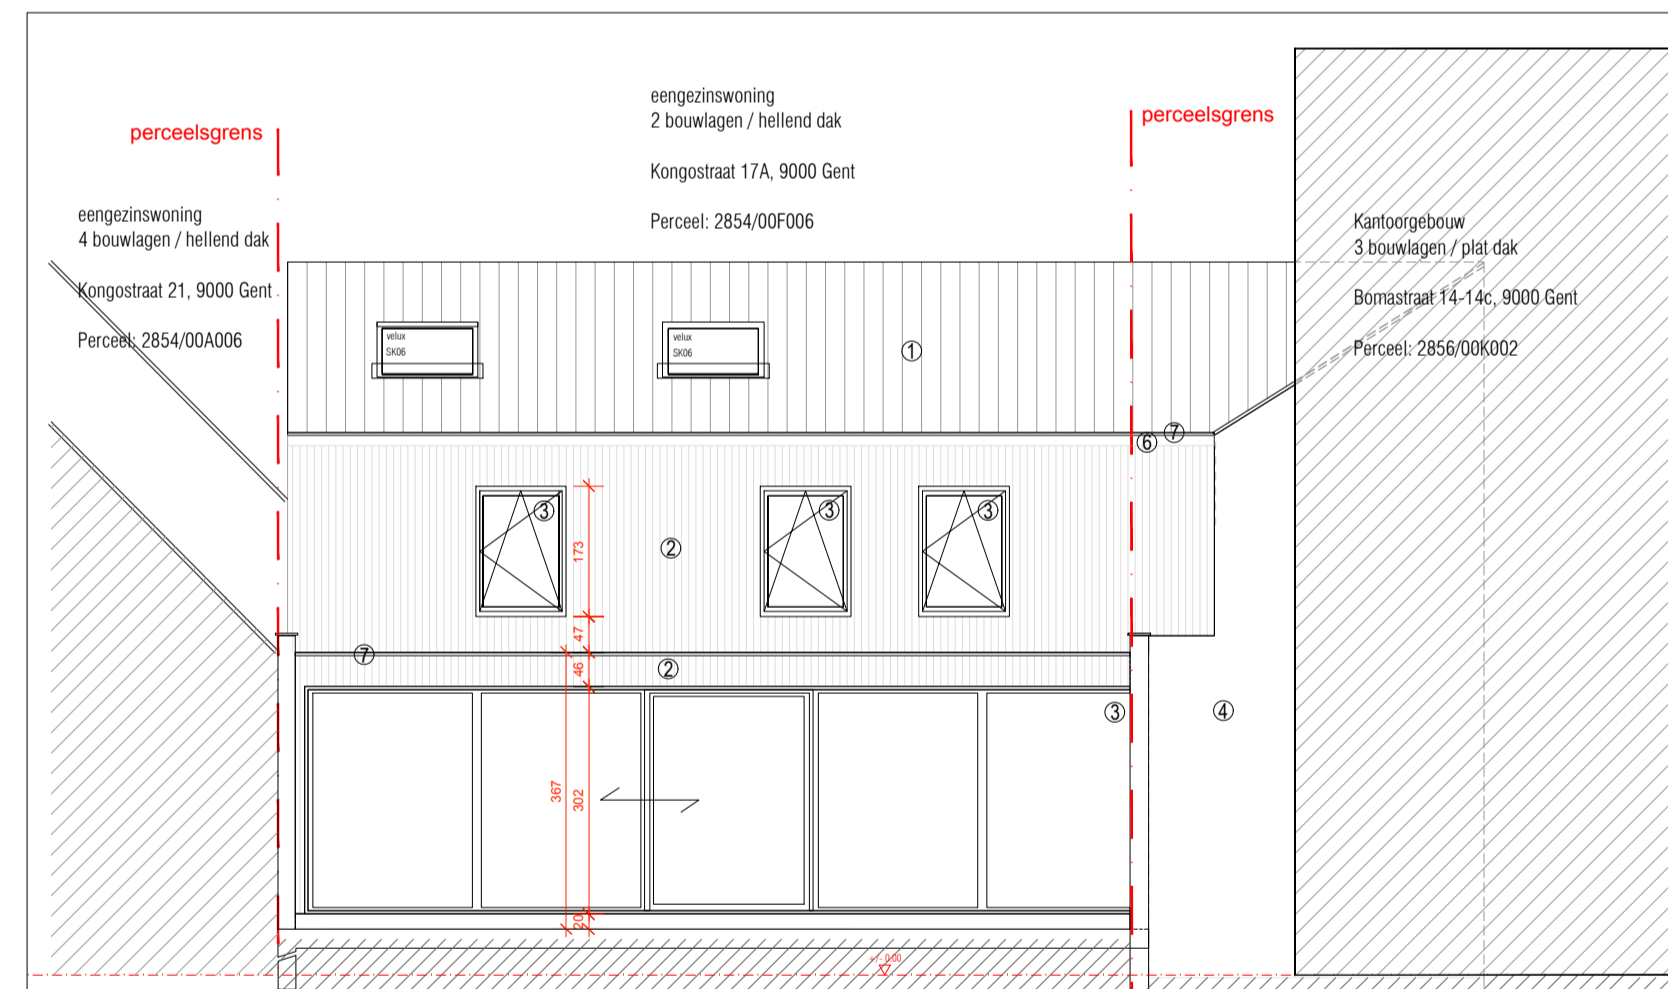 eengezinswoning
2 bouwlagen / hellend dak
Kongostraat 17A, 9000 Gent
Perceel: 2854/00F006
perceelsgrens
perceelsgrens
eengezinswoning
4 bouwlagen / hellend dak
Kongostraat 21, 9000 Gent
Perceel: 2854/00A006
Kantoorgebouw
3 bouwlagen / plat dak
Bomastraat 14-14c, 9000 Gent
Perceel: 2856/00K002
velux
SK06
velux
SK06
1
7
6
3
3
3
2
173
47
7
46
2
3
4
367
302
20
+/- 0.00